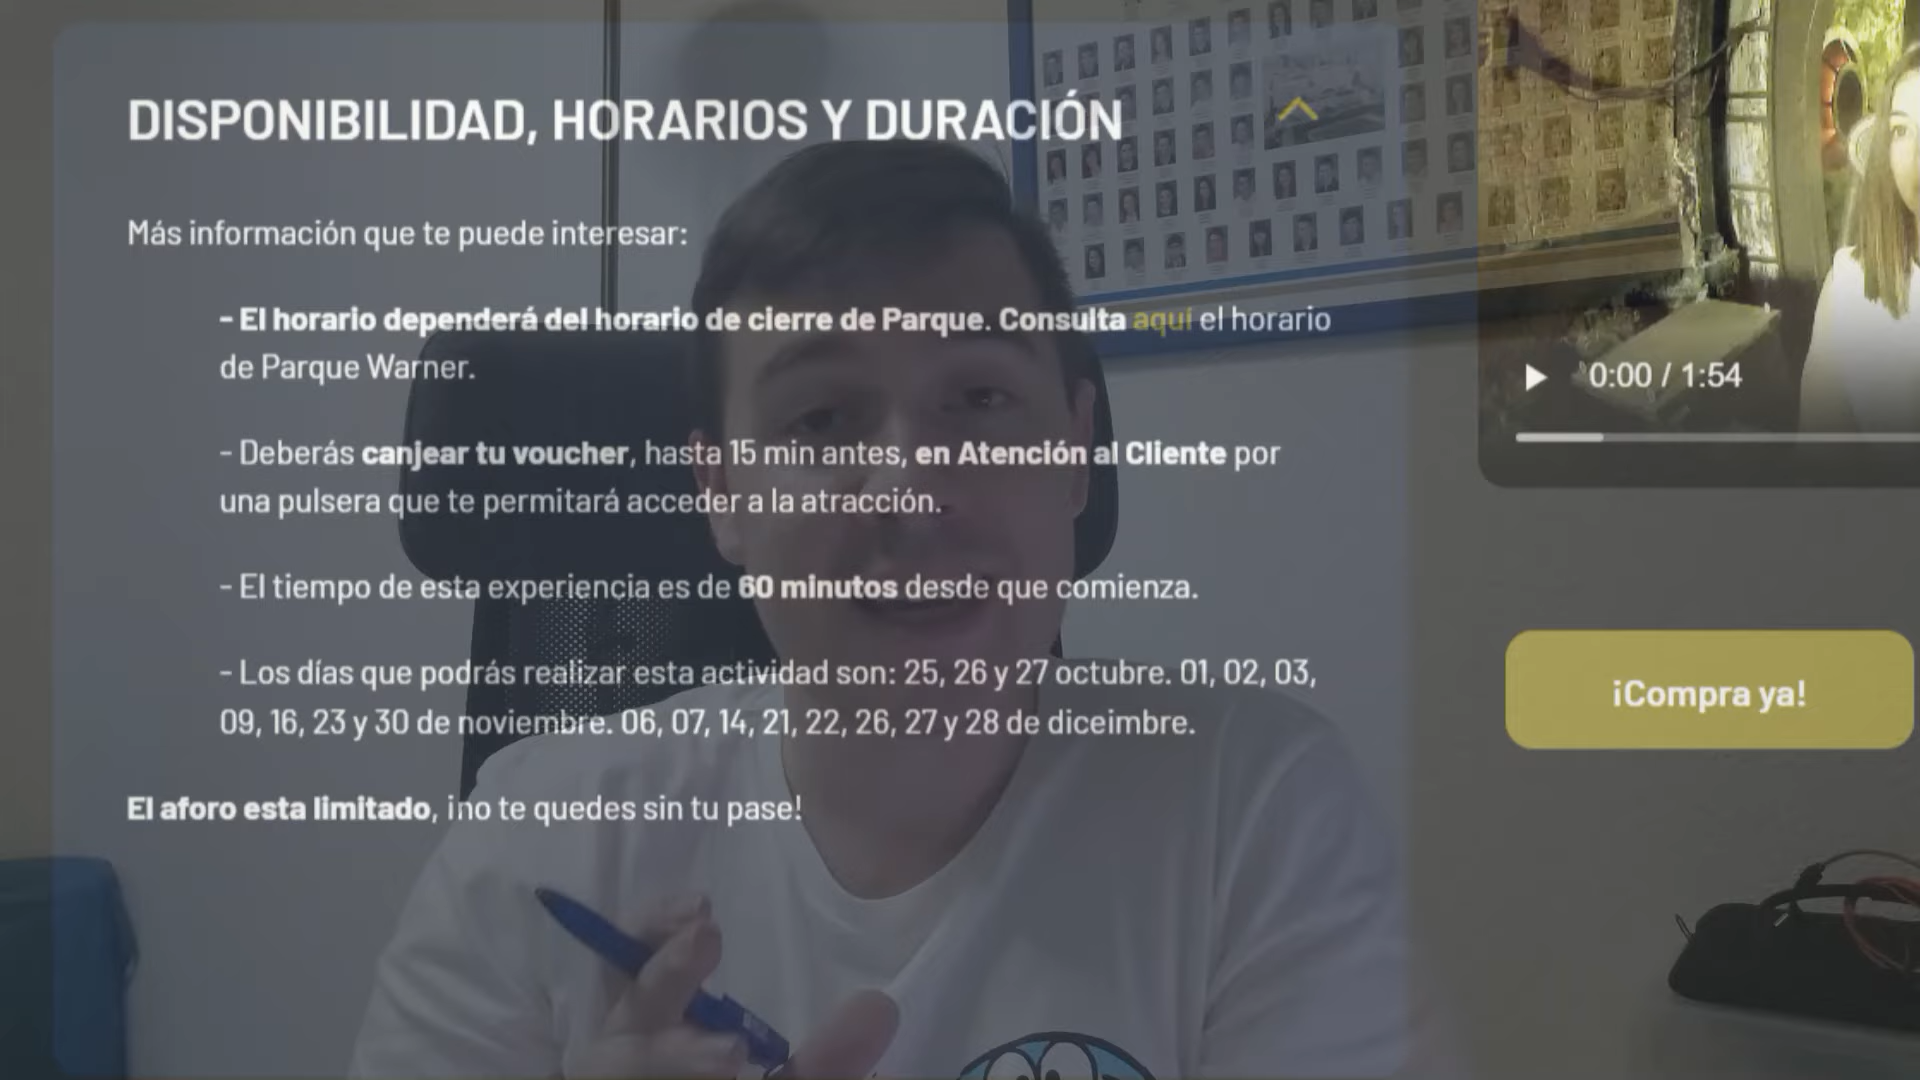 DISPONIBILIDAD, HORARIOS Y DURACIÓN
Más información que te puede interesar:
- El horario dependerá del horario de cierre de Parque. Consulta aquí el horario
de Parque Warner.
- Deberás canjear tu voucher, hasta 15 min antes, en Atención al Cliente por
una pulsera que te permitará acceder a la atracción.
- El tiempo de esta experiencia es de 60 minutos desde que comienza.
- Los días que podrás realizar esta actividad son: 25, 26 y 27 octubre. 01, 02, 03,
09, 16, 23 y 30 de noviembre. 06, 07, 14, 21, 22, 26, 27 y 28 de diceimbre.
El aforo esta limitado, ¡no te quedes sin tu pase!
0:00 / 1:54
¡Compra ya!